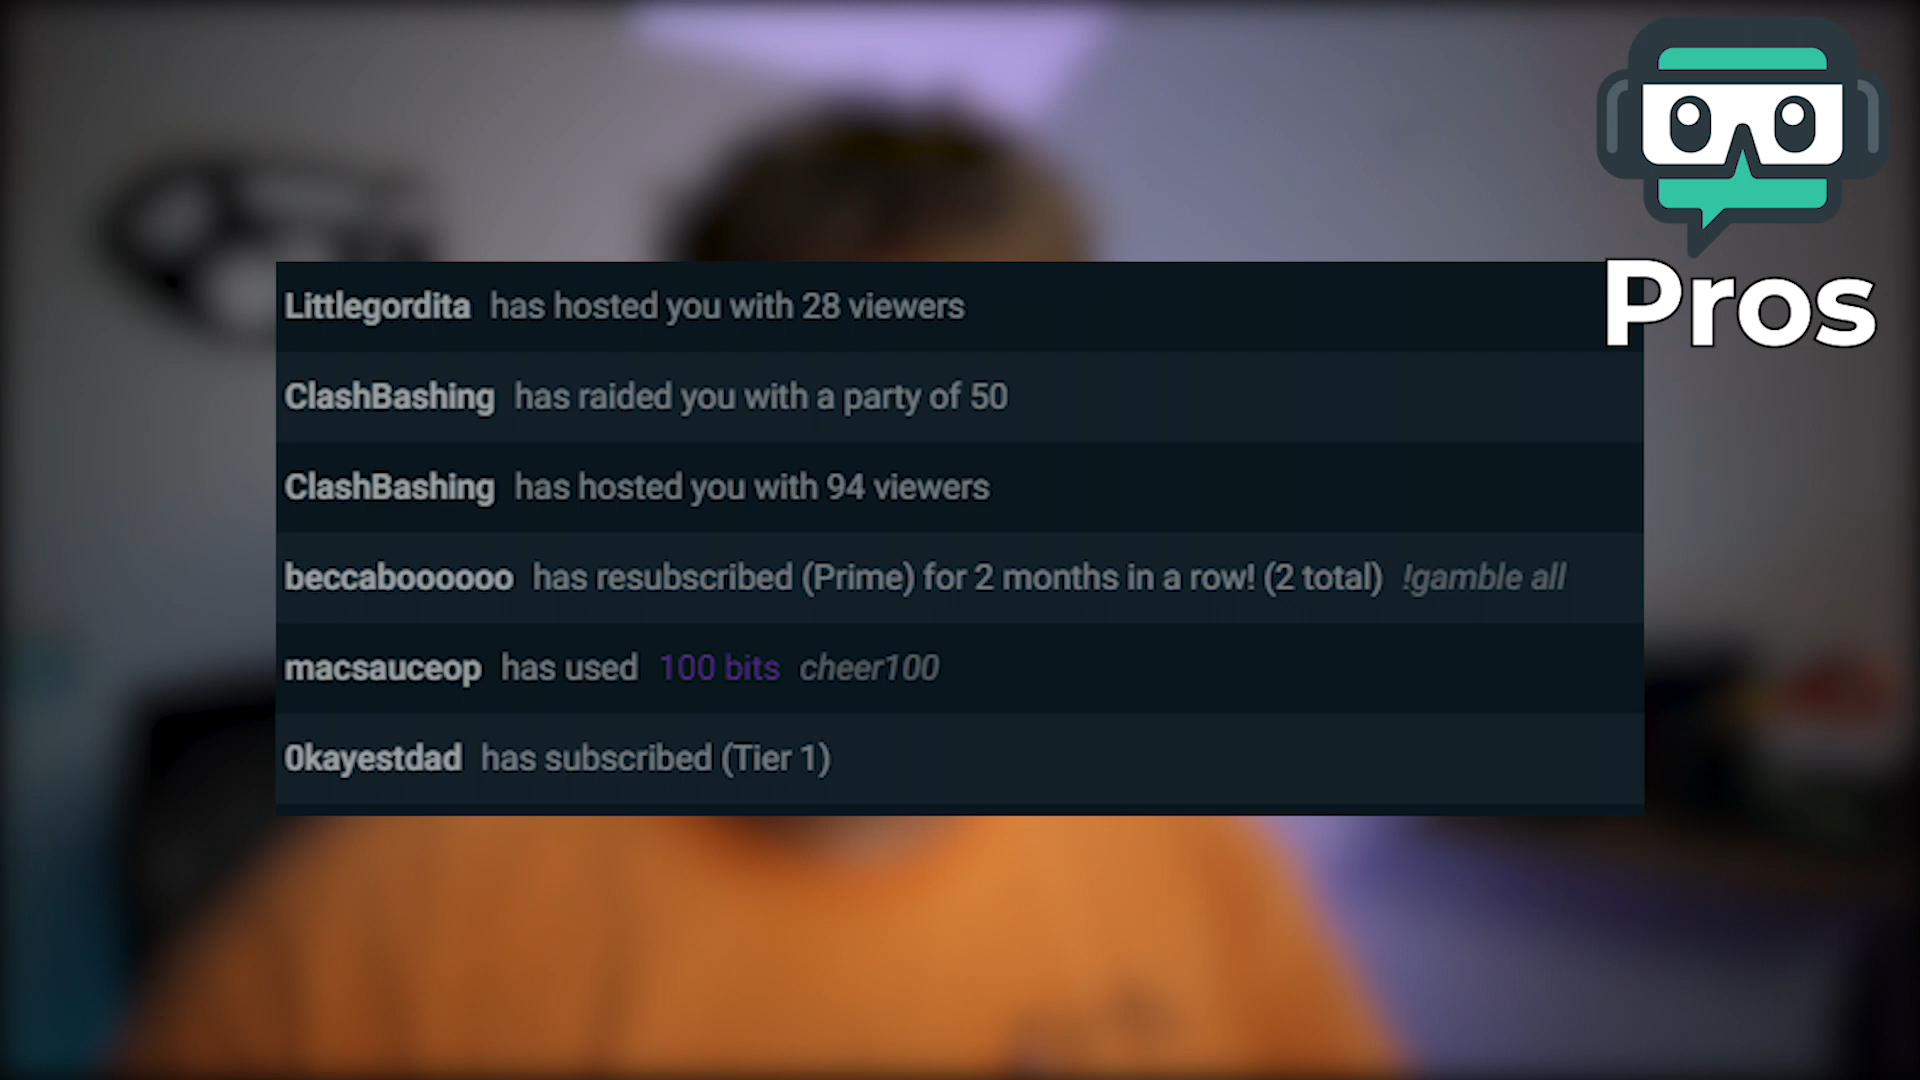 Pros
Littlegordita has hosted you with 28 viewers
ClashBashing has raided you with a party of 50
ClashBashing has hosted you with 94 viewers
beccaboooooo has resubscribed (Prime) for 2 months in a row! (2 total) !gamble all
macsauceop has used 100 bits cheer100
0kayestdad has subscribed (Tier 1)